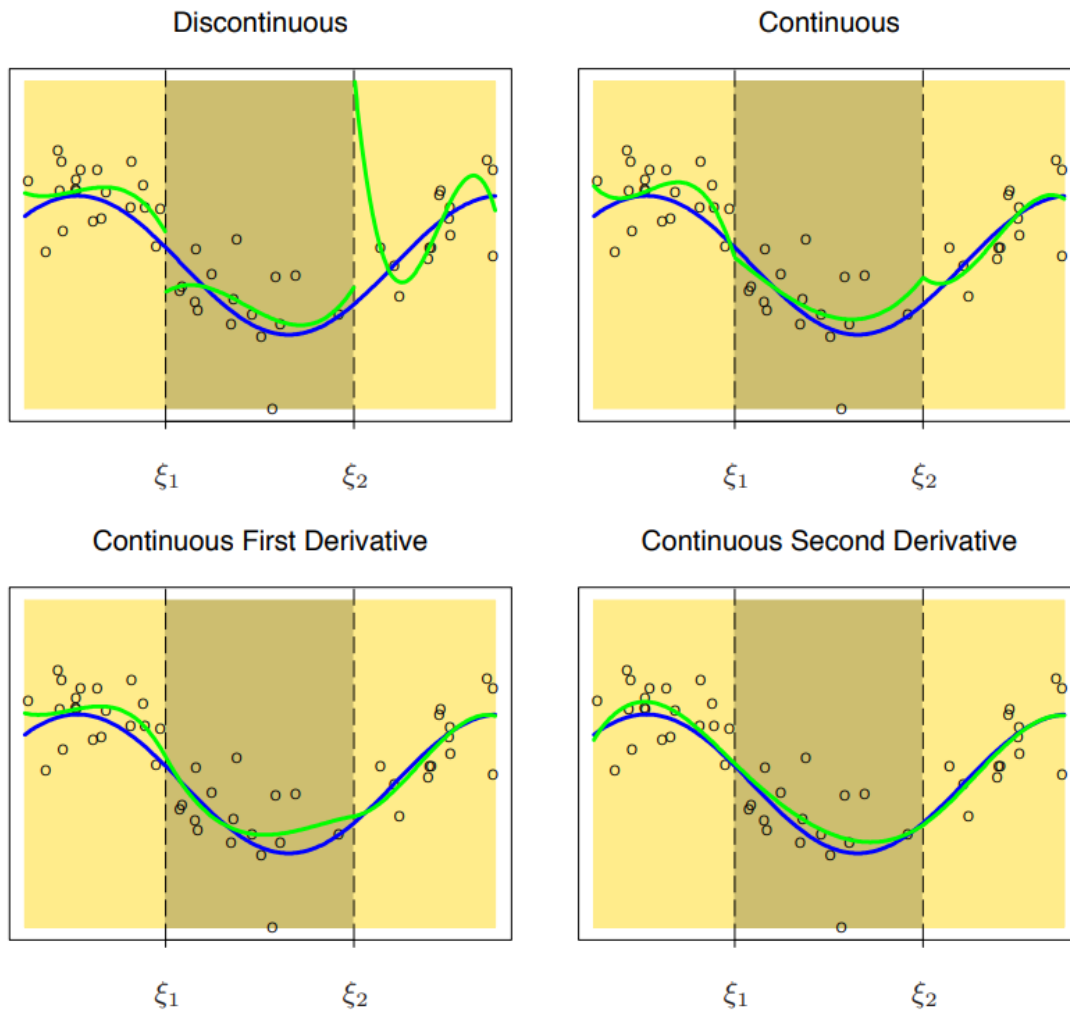 Discontinuous
Continuous
ξ1
ξ2
ξ1
ξ2
Continuous First Derivative
Continuous Second Derivative
ξ1
ξ2
ξ1
ξ2